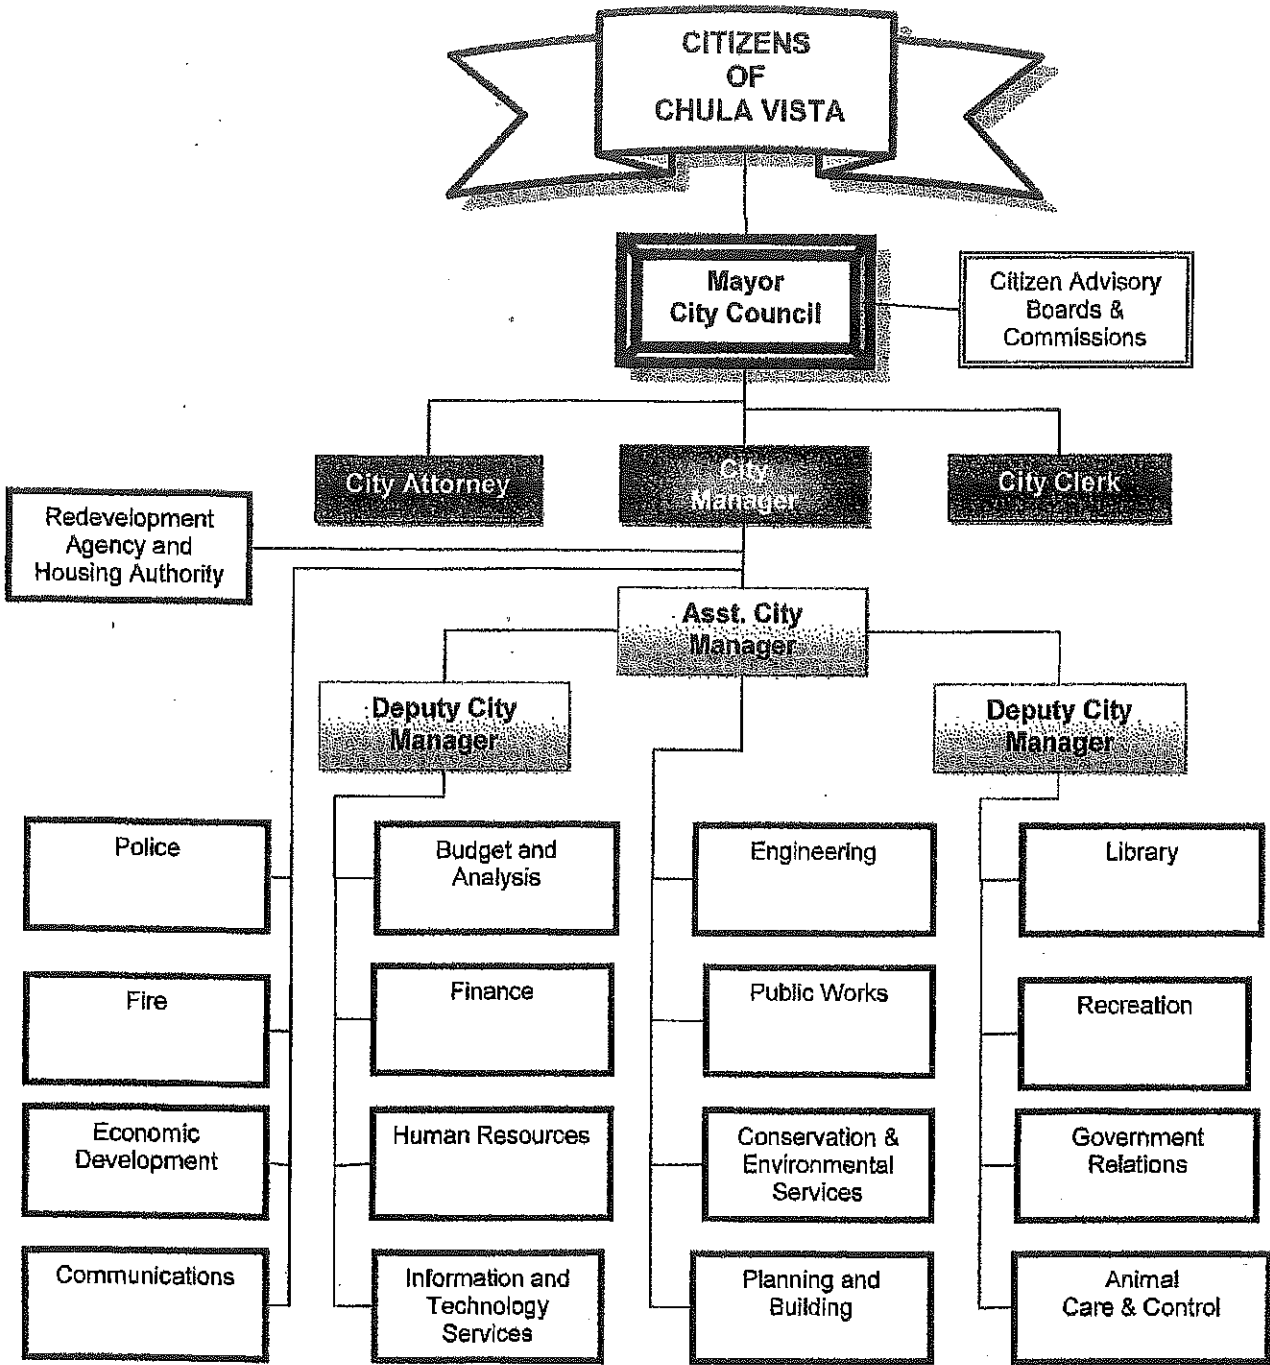 CITIZENS
OF
CHULA VISTA
Mayor
City Council
Citizen Advisory
Boards &
Commissions
City Attorney
City
Manager
City Clerk
Redevelopment
Agency and
Housing Authority
Asst. City
Manager
Deputy City
Manager
Deputy City
Manager
Police
Fire
Economic
Development
Communications
Budget and
Analysis
Finance
Human Resources
Information and
Technology
Services
Engineering
Public Works
Conservation &
Environmental
Services
Planning and
Building
Library
Recreation
Government
Relations
Animal
Care & Control